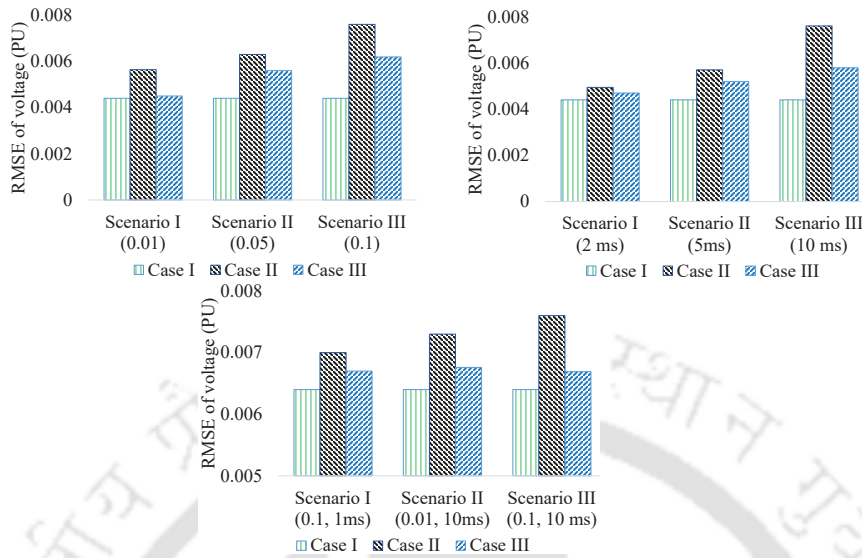 RMSE of voltage (PU)
0.008
0.006
0.004
0.002
0
Scenario I
(0.01)
Scenario II
(0.05)
Scenario III
(0.1)
Case I Case II Case III
RMSE of voltage (PU)
0.008
0.006
0.004
0.002
0
Scenario I
(2 ms)
Scenario II
(5ms)
Scenario III
(10 ms)
Case I Case II Case III
RMSE of voltage (PU)
0.008
0.007
0.006
0.005
Scenario I
(0.1, 1ms)
Scenario II
(0.01, 10ms)
Scenario III
(0.1, 10 ms)
Case I Case II Case III